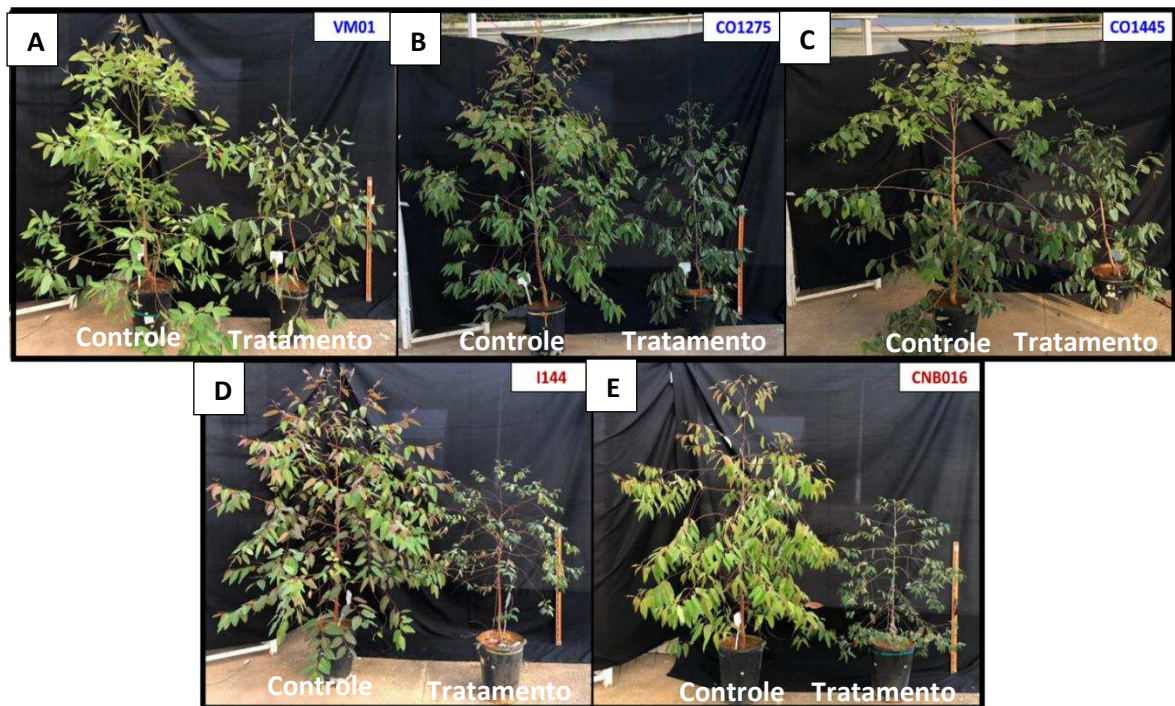 A
VM01
B
CO1275
C
CO1445
Controle
Tratamento
Controle
Tratamento
Controle
Tratamento
D
I144
E
CNB016
Controle
Tratamento
Controle
Tratamento